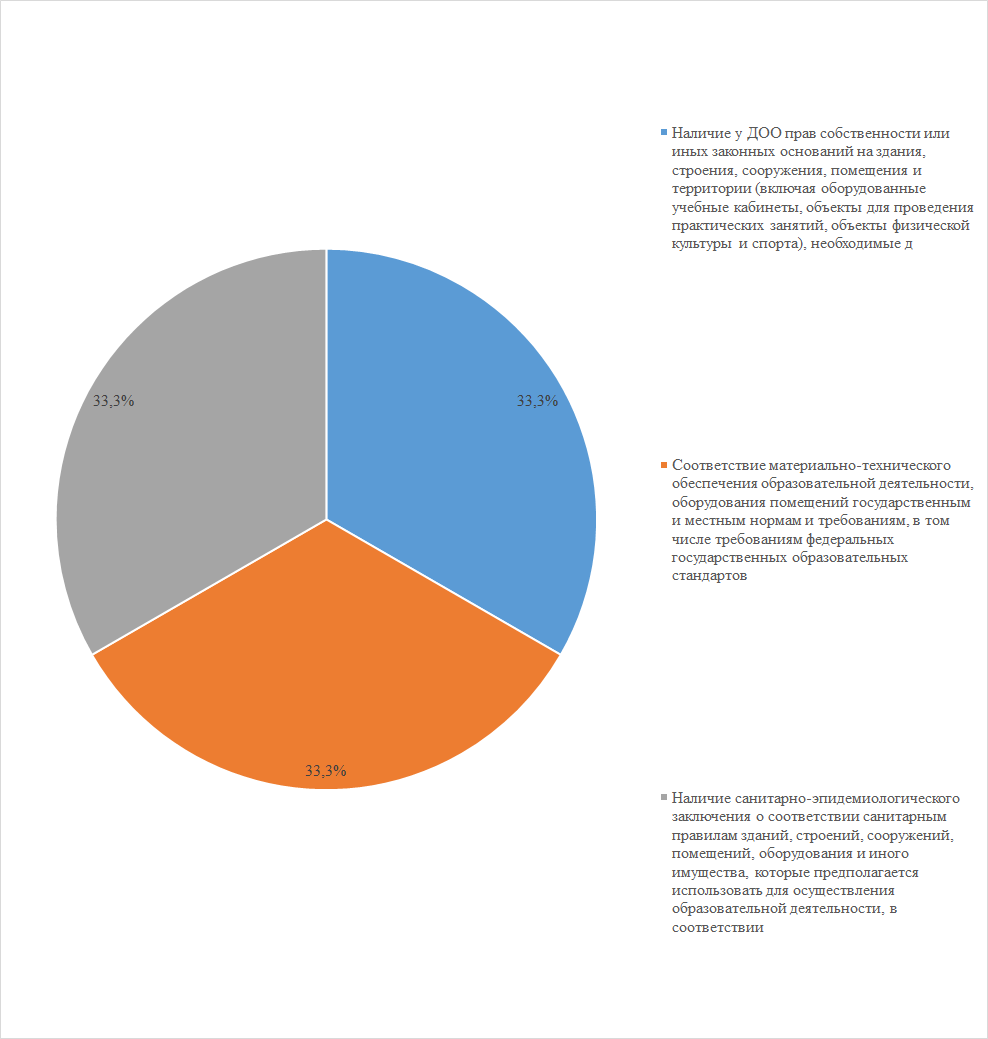 Наличие у ДОО прав собственности или
иных законных оснований на здания,
строения, сооружения, помещения и
территории (включая оборудованные
учебные кабинеты, объекты для проведения
практических занятий, объекты физической
культуры и спорта), необходимые д
33,3%
33,3%
Соответствие материально-технического
обеспечения образовательной деятельности,
оборудования помещений государственным
и местным нормам и требованиям, в том
числе требованиям федеральных
государственных образовательных
стандартов
33,3%
Наличие санитарно-эпидемиологического
заключения о соответствии санитарным
правилам зданий, строений, сооружений,
помещений, оборудования и иного
имущества, которые предполагается
использовать для осуществления
образовательной деятельности, в
соответствии